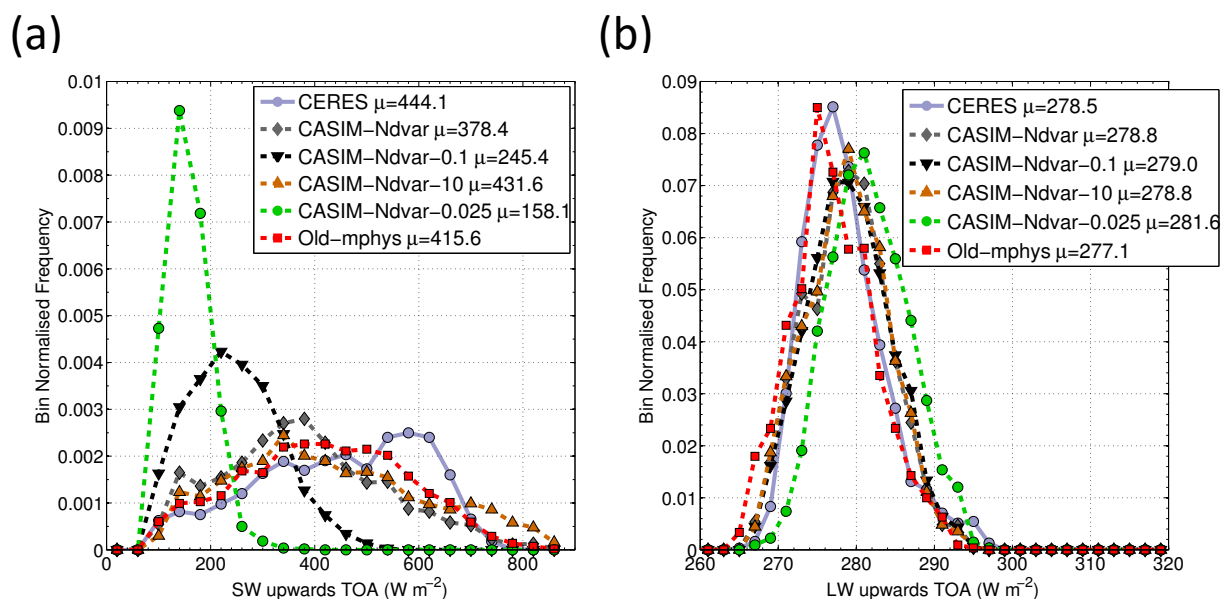 (a)
0.01
0.009
0.008
0.007
0.006
0.005
0.004
0.003
0.002
0.001
0
Bin Normalised Frequency
CERES μ=444.1
CASIM−Ndvar μ=378.4
CASIM−Ndvar−0.1 μ=245.4
CASIM−Ndvar−10 μ=431.6
CASIM−Ndvar−0.025 μ=158.1
Old−mphys μ=415.6
0 200 400 600 800
SW upwards TOA (W m⁻²)
(b)
0.09
0.08
0.07
0.06
0.05
0.04
0.03
0.02
0.01
0
Bin Normalised Frequency
CERES μ=278.5
CASIM−Ndvar μ=278.8
CASIM−Ndvar−0.1 μ=279.0
CASIM−Ndvar−10 μ=278.8
CASIM−Ndvar−0.025 μ=281.6
Old−mphys μ=277.1
260 270 280 290 300 310 320
LW upwards TOA (W m⁻²)